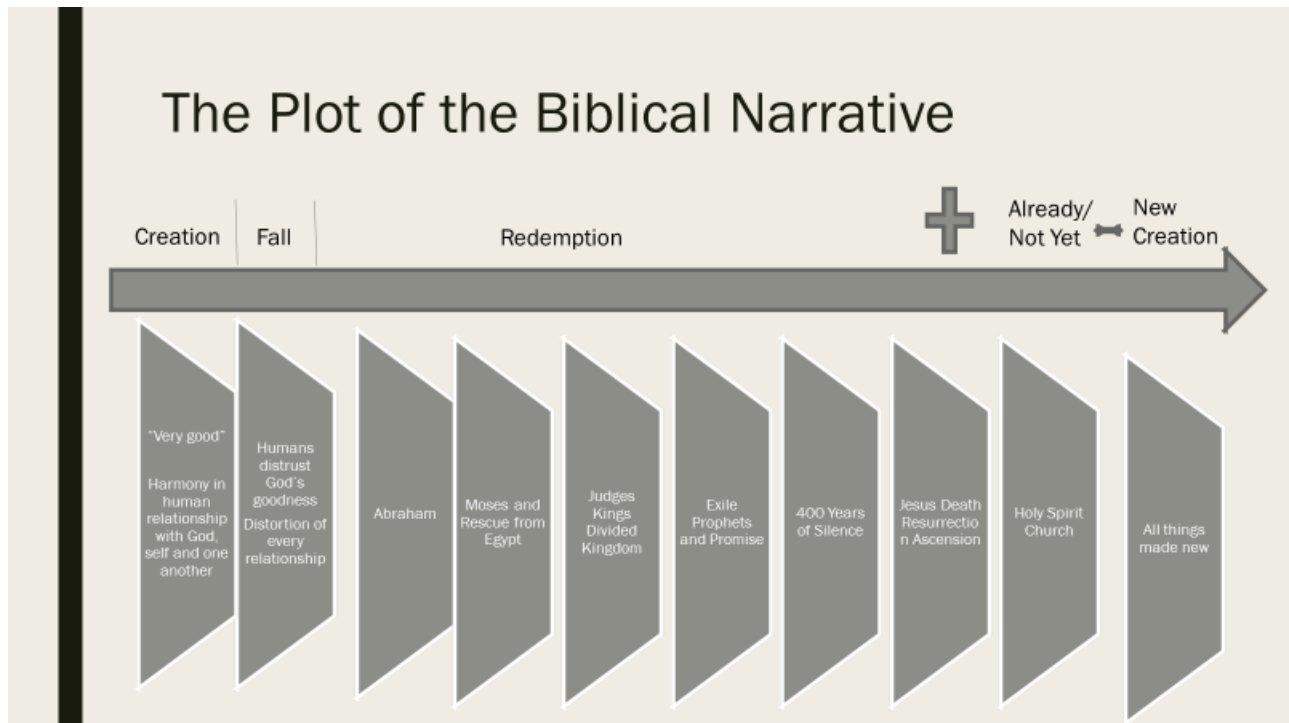 The Plot of the Biblical Narrative
Creation
Fall
Redemption
Already/
Not Yet
New
Creation
"Very good"
Harmony in
human
relationship
with God,
self and one
another
Humans
distrust
God's
goodness
Distortion of
every
relationship
Abraham
Moses and
Rescue from
Egypt
Judges
Kings
Divided
Kingdom
Exile
Prophets
and Promise
400 Years
of Silence
Jesus Death
Resurrectio
n Ascension
Holy Spirit
Church
All things
made new